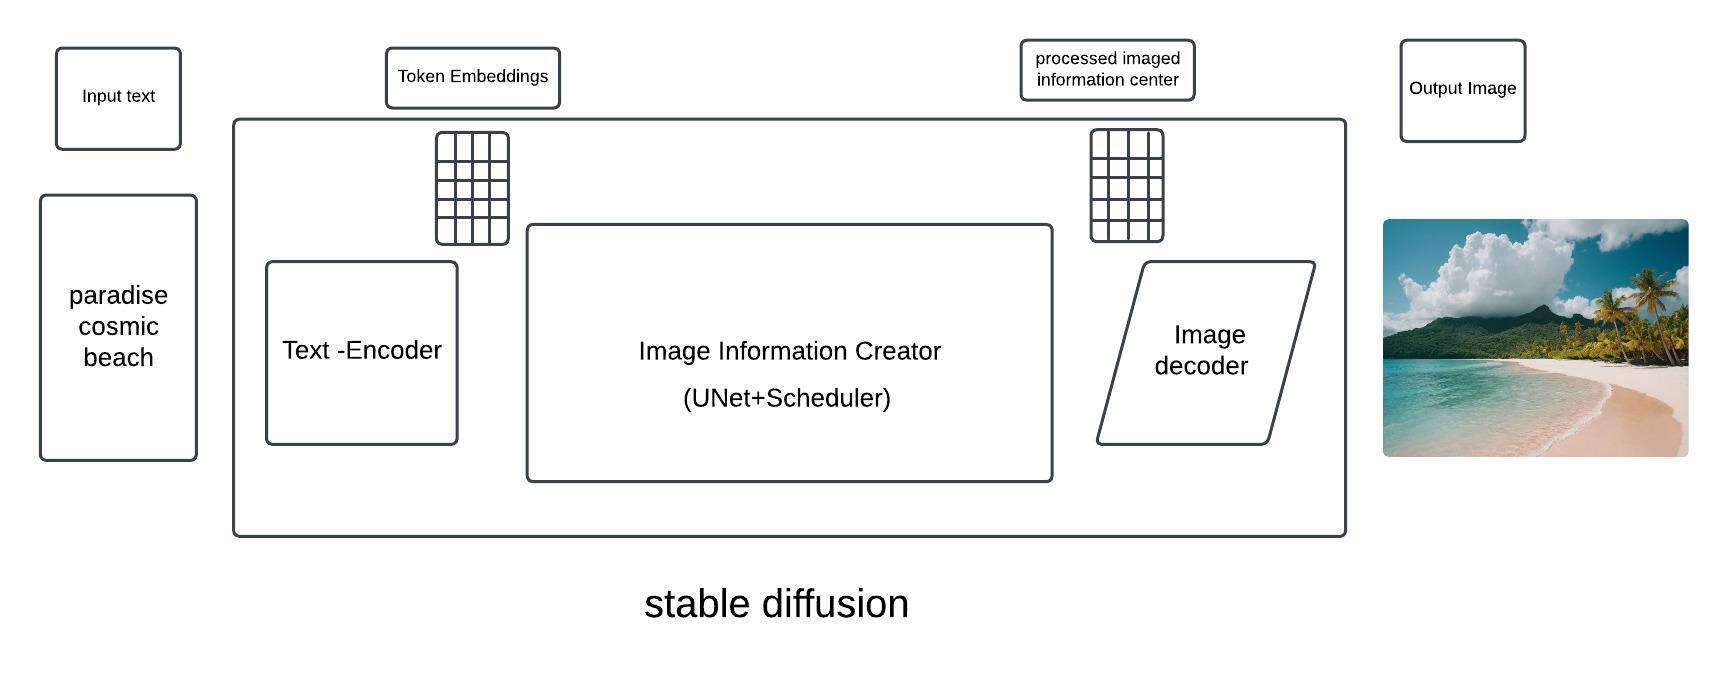 Input text
Token Embeddings
processed imaged
information center
Output Image
paradise
cosmic
beach
Text -Encoder
Image Information Creator
(UNet+Scheduler)
Image
decoder
stable diffusion